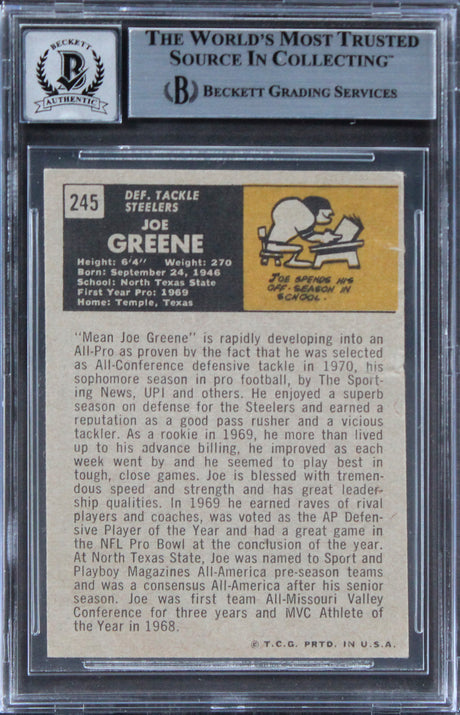 BECKETT
B
AUTHENTIC
THE WORLD'S MOST TRUSTED
SOURCE IN COLLECTING™
B BECKETT GRADING SERVICES
245
DEF. TACKLE
STEELERS
JOE
GREENE
Height: 6'4" Weight: 270
Born: September 24, 1946
School: North Texas State
First Year Pro: 1969
Home: Temple, Texas
JOE SPENDS HIS
OFF-SEASON IN
SCHOOL.
"Mean Joe Greene" is rapidly developing into an
All-Pro as proven by the fact that he was selected
as All-Conference defensive tackle in 1970, his
sophomore season in pro football, by The Sport-
ing News, UPI and others. He enjoyed a superb
season on defense for the Steelers and earned a
reputation as a good pass rusher and a vicious
tackler. As a rookie in 1969, he more than lived
up to his advance billing, he improved as each
week went by and he seemed to play best in
tough, close games. Joe is blessed with tremen-
dous speed and strength and has great leader-
ship qualities. In 1969 he earned raves of rival
players and coaches, was voted as the AP Defen-
sive Player of the Year and had a great game in
the NFL Pro Bowl at the conclusion of the year.
At North Texas State, Joe was named to Sport and
Playboy Magazines All-America pre-season teams
and was a consensus All-America after his senior
season. Joe was first team All-Missouri Valley
Conference for three years and MVC Athlete of
the Year in 1968.
© T.C.G. PRTD. IN U.S.A.